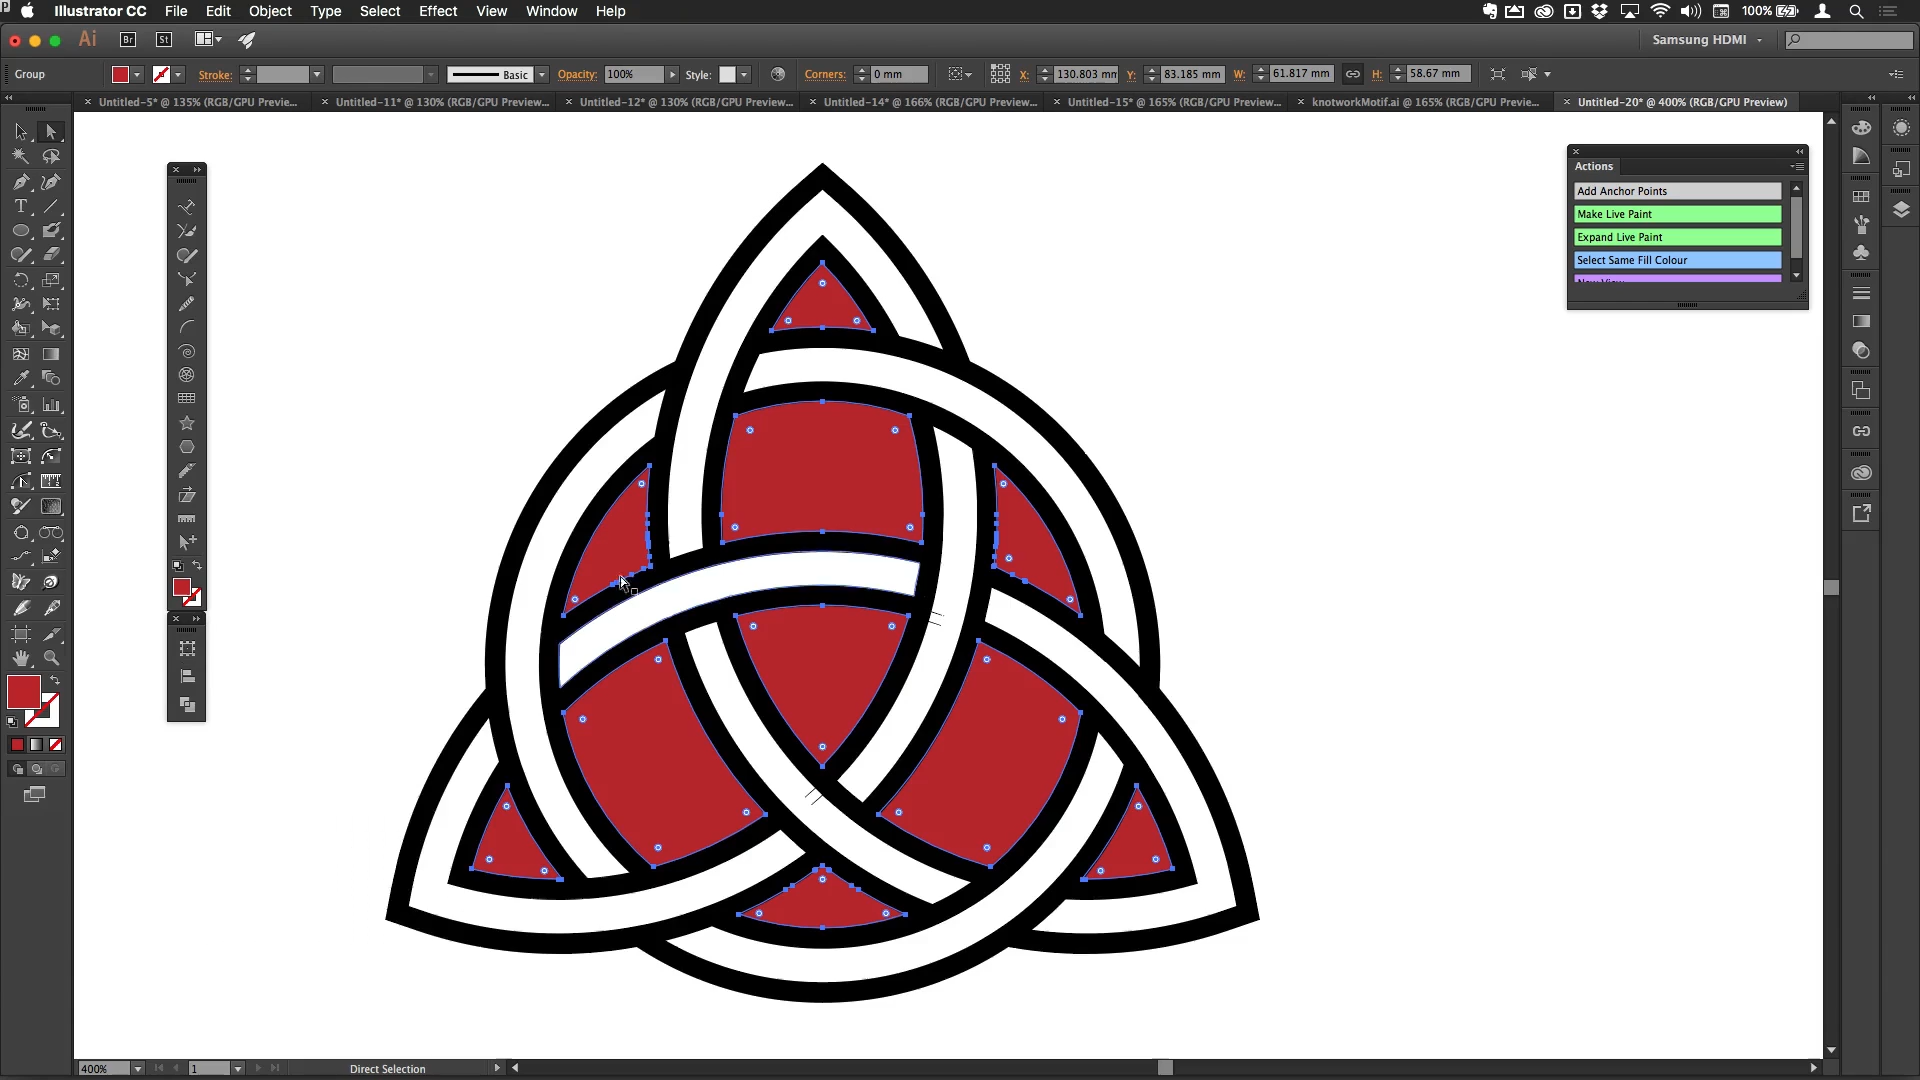 Illustrator CC File Edit Object Type Select Effect View Window Help 100%
Ai Br St Samsung HDMI
Group Stroke: Basic Opacity: 100% Style: Corners: 0 mm X: 130.803 mm Y: 83.185 mm W: 61.817 mm H: 58.67 mm
Untitled-5* @ 135% (RGB/GPU Previe... Untitled-11* @ 130% (RGB/GPU Preview... Untitled-12* @ 130% (RGB/GPU Preview... Untitled-14* @ 166% (RGB/GPU Preview... Untitled-15* @ 165% (RGB/GPU Preview... knotworkMotif.ai @ 165% (RGB/GPU Previe... Untitled-20* @ 400% (RGB/GPU Preview)
Actions
Add Anchor Points
Make Live Paint
Expand Live Paint
Select Same Fill Colour
400% 1 Direct Selection